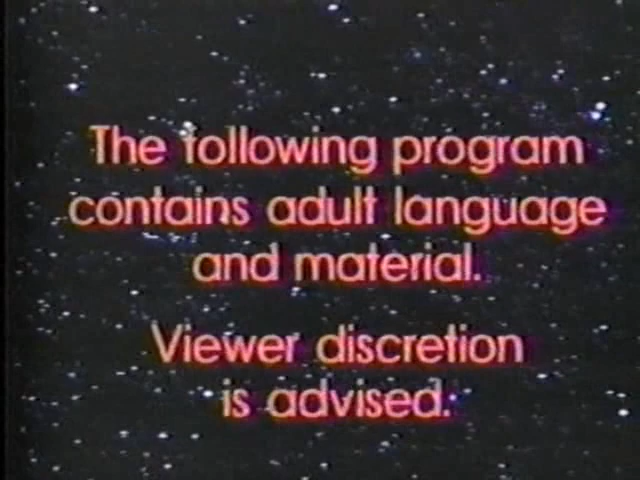 The following program
contains adult language
and material.
Viewer discretion
is advised.